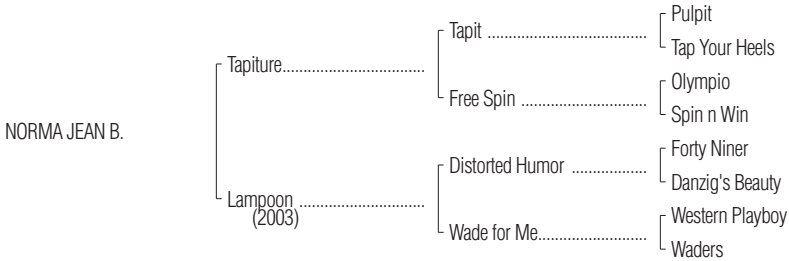 Pulpit
Tapit ..................................
Tap Your Heels
Tapiture..............................
Olympio
Free Spin ...........................
Spin n Win
NORMA JEAN B.
Forty Niner
Distorted Humor ................
Danzig's Beauty
Lampoon ...........................
(2003)
Western Playboy
Wade for Me.......................
Waders